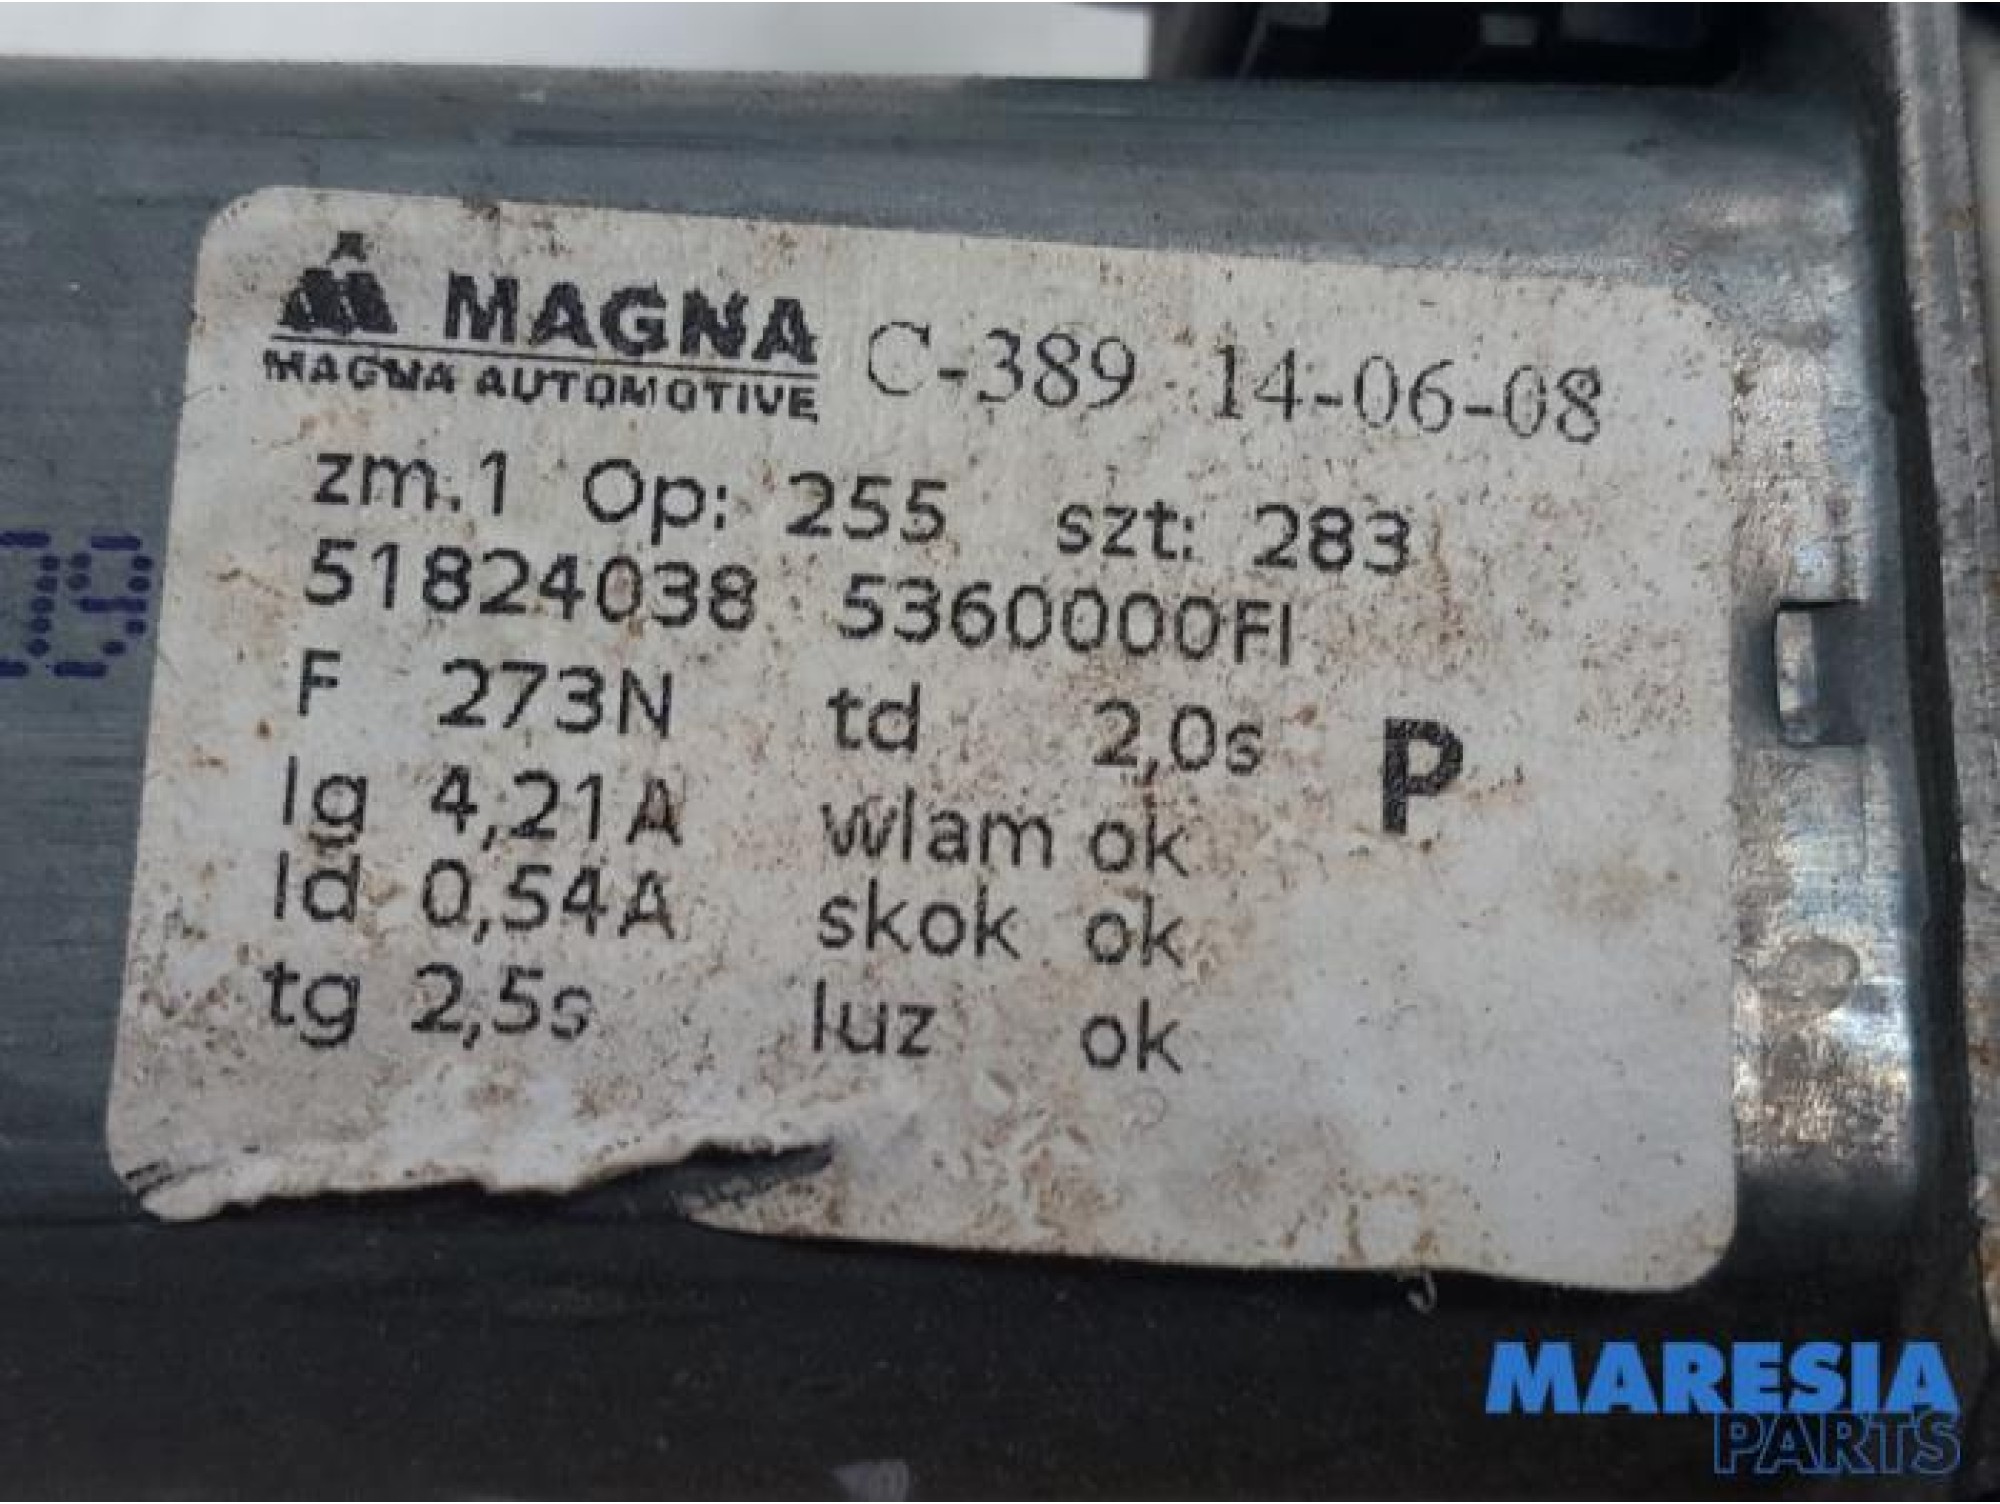 MAGNA
MAGNA AUTOMOTIVE
C-389 14-06-08
zm.1 Op: 255 szt: 283
51824038 5360000FI
F 273N td 2,0s P
Ig 4,21A wlam ok
Id 0,54A skok ok
tg 2,5s luz ok
MARESIA
PARTS